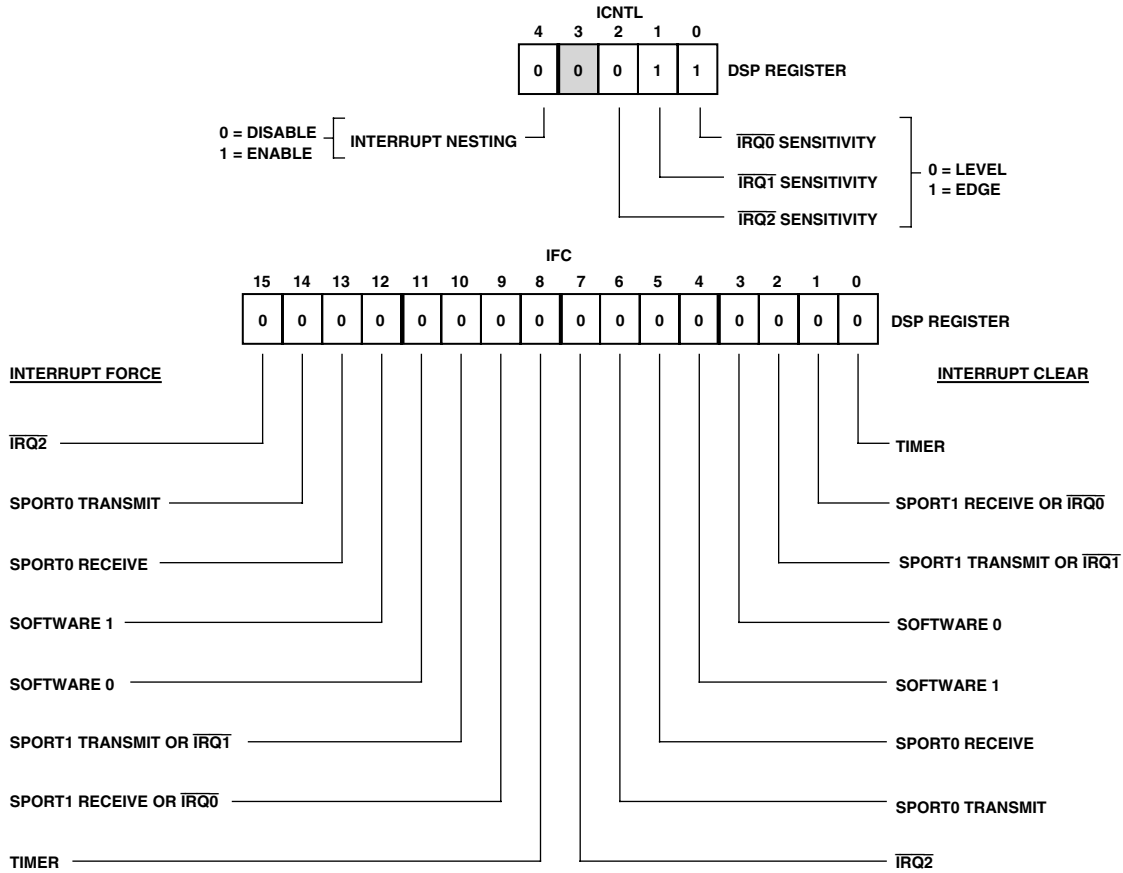 ICNTL
4 3 2 1 0
0 0 0 1 1 DSP REGISTER
0 = DISABLE
1 = ENABLE
INTERRUPT NESTING
IRQ0 SENSITIVITY
IRQ1 SENSITIVITY
IRQ2 SENSITIVITY
0 = LEVEL
1 = EDGE
IFC
15 14 13 12 11 10 9 8 7 6 5 4 3 2 1 0
0 0 0 0 0 0 0 0 0 0 0 0 0 0 0 0 DSP REGISTER
INTERRUPT FORCE
IRQ2
SPORT0 TRANSMIT
SPORT0 RECEIVE
SOFTWARE 1
SOFTWARE 0
SPORT1 TRANSMIT OR IRQ1
SPORT1 RECEIVE OR IRQ0
TIMER
INTERRUPT CLEAR
TIMER
SPORT1 RECEIVE OR IRQ0
SPORT1 TRANSMIT OR IRQ1
SOFTWARE 0
SOFTWARE 1
SPORT0 RECEIVE
SPORT0 TRANSMIT
IRQ2